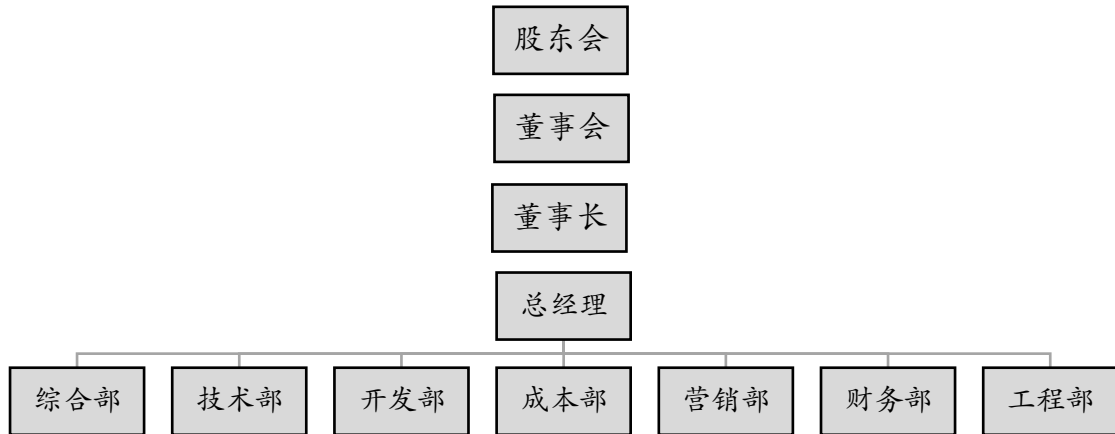 股东会
董事会
董事长
总经理
综合部 技术部 开发部 成本部 营销部 财务部 工程部